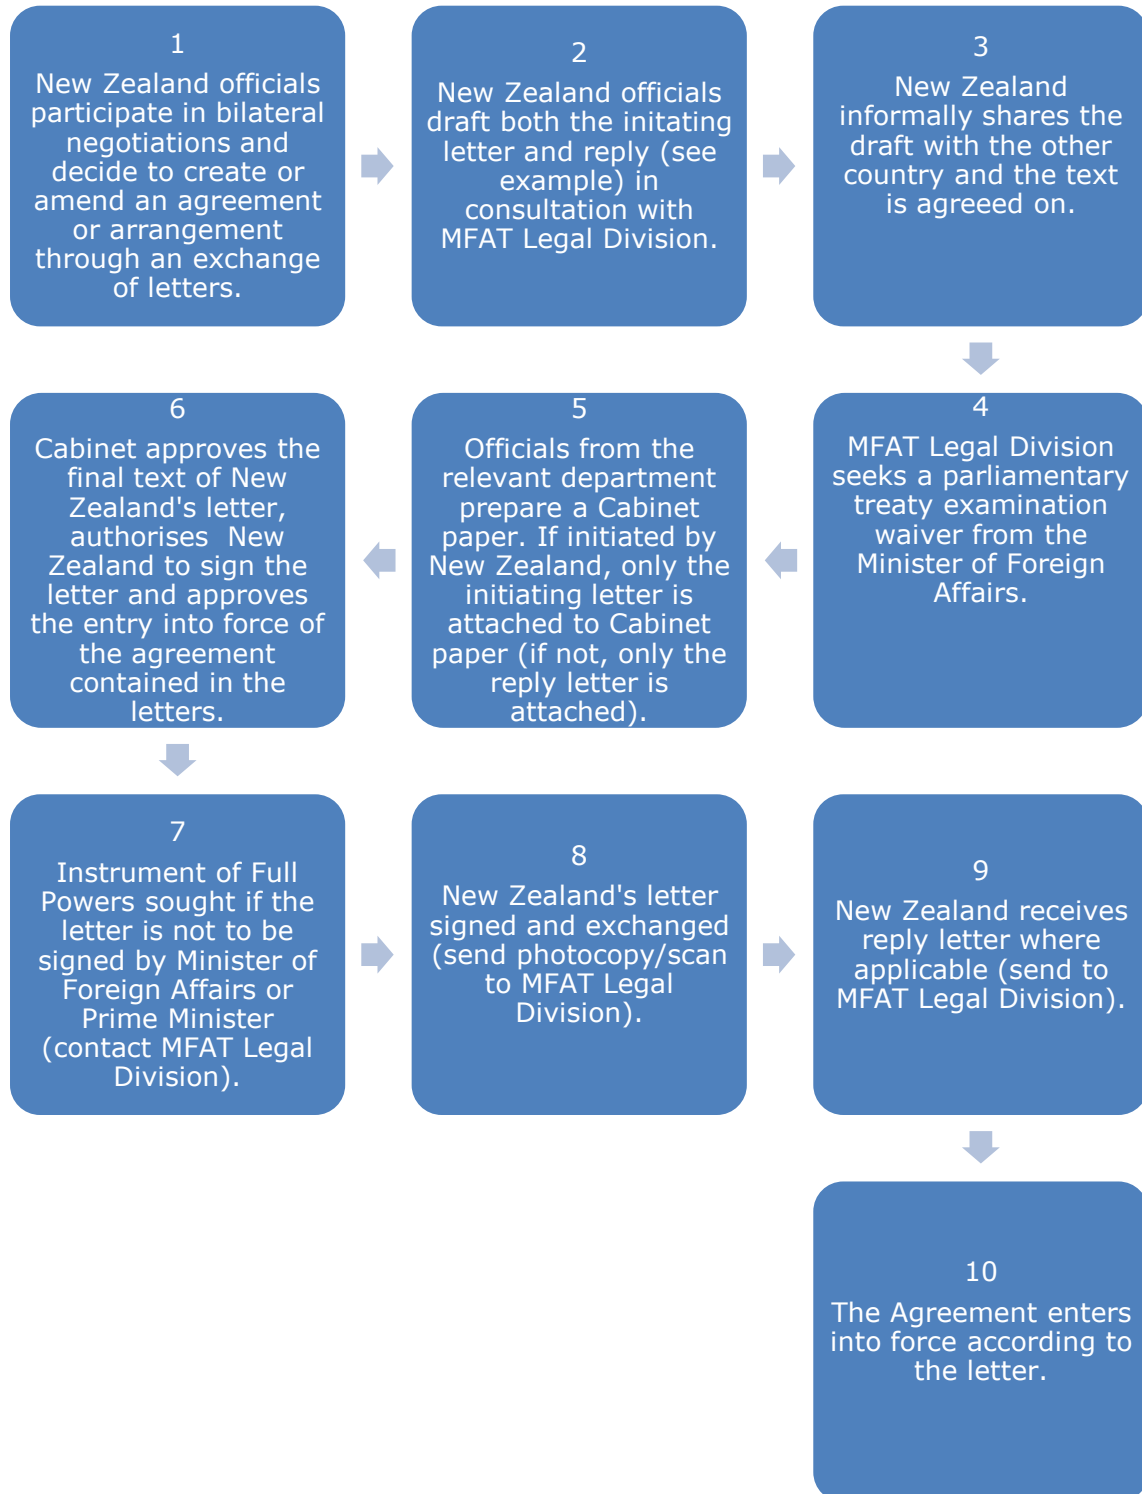 1
New Zealand officials
participate in bilateral
negotiations and
decide to create or
amend an agreement
or arrangement
through an exchange
of letters.
2
New Zealand officials
draft both the initating
letter and reply (see
example) in
consultation with
MFAT Legal Division.
3
New Zealand
informally shares the
draft with the other
country and the text
is agreeed on.
4
MFAT Legal Division
seeks a parliamentary
treaty examination
waiver from the
Minister of Foreign
Affairs.
5
Officials from the
relevant department
prepare a Cabinet
paper. If initiated by
New Zealand, only the
initiating letter is
attached to Cabinet
paper (if not, only the
reply letter is
attached).
6
Cabinet approves the
final text of New
Zealand's letter,
authorises  New
Zealand to sign the
letter and approves
the entry into force of
the agreement
contained in the
letters.
7
Instrument of Full
Powers sought if the
letter is not to be
signed by Minister of
Foreign Affairs or
Prime Minister
(contact MFAT Legal
Division).
8
New Zealand's letter
signed and exchanged
(send photocopy/scan
to MFAT Legal
Division).
9
New Zealand receives
reply letter where
applicable (send to
MFAT Legal Division).
10
The Agreement enters
into force according to
the letter.